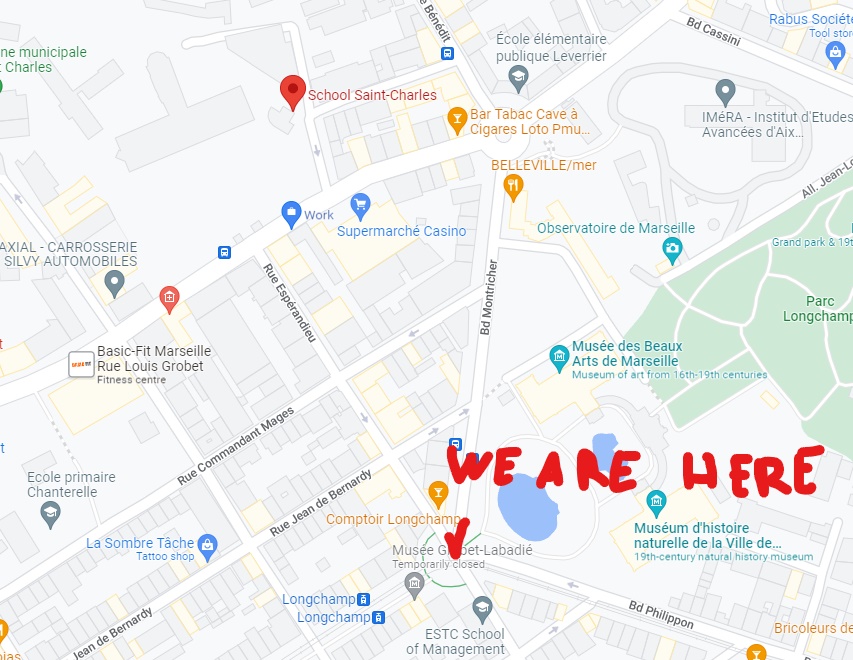 e Bénédit
Bd Cassini
Rabus Société
Tool stor
École élémentaire
publique Leverrier
ne municipale
t Charles
School Saint-Charles
Bar Tabac Cave à
Cigares Loto Pmu...
IMéRA - Institut d'Etudes
Avancées d'Aix...
BELLEVILLE/mer
All. Jean-Lo
Work
Supermarché Casino
Observatoire de Marseille
Grand park & 19t
AXIAL - CARROSSERIE
SILVY AUTOMOBILES
Rue Espérandieu
Bd Montricher
Parc
Longchamp
Basic-Fit Marseille
Rue Louis Grobet
Fitness centre
Musée des Beaux
Arts de Marseille
Museum of art from 16th-19th centuries
Rue Commandant Mages
WE ARE HERE
Ecole primaire
Chanterelle
Rue Jean de Bernardy
Comptoir Longchamp
Muséum d'histoire
naturelle de la Ville de...
19th-century natural history museum
La Sombre Tâche
Tattoo shop
Musée Grobet-Labadié
Temporarily closed
Longchamp
Longchamp
Bd Philippon
Jean de Bernardy
ESTC School
of Management
Bricoleurs de